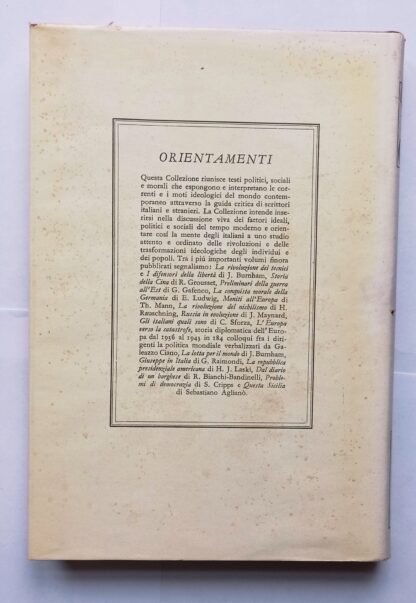 ORIENTAMENTI
Questa Collezione riunisce testi politici, sociali
e morali che espongono e interpretano le cor-
renti e i moti ideologici del mondo contem-
poraneo attraverso la guida critica di scrittori
italiani e stranieri. La Collezione intende inse-
rirsi nella discussione viva dei fattori ideali,
politici e sociali del tempo moderno e orien-
tare così la mente degli italiani a uno studio
attento e ordinato delle rivoluzioni e delle
trasformazioni ideologiche degli individui e
dei popoli. Tra i più importanti volumi finora
pubblicati segnaliamo: La rivoluzione dei tecnici
e I difensori della libertà di J. Burnham, Storia
della Cina di R. Grousset, Preliminari della guerra
all'Est di G. Gafenco, La conquista morale della
Germania di E. Ludwig, Moniti all'Europa di
Th. Mann, La rivoluzione del nichilismo di H.
Rauschning, Russia in evoluzione di J. Maynard,
Gli italiani quali sono di C. Sforza, L'Europa
verso la catastrofe, storia diplomatica dell'Euro-
pa dal 1936 al 1943 in 184 colloqui fra i di-
rigenti la politica mondiale verbalizzati da Ga-
leazzo Ciano, La lotta per il mondo di J. Burnham,
Giuseppe in Italia di G. Raimondi, La repubblica
presidenziale americana di H. J. Laski, Dal diario
di un borghese di R. Bianchi-Bandinelli, Proble-
mi di democrazia di S. Cripps e Questa Sicilia
di Sebastiano Aglianò.